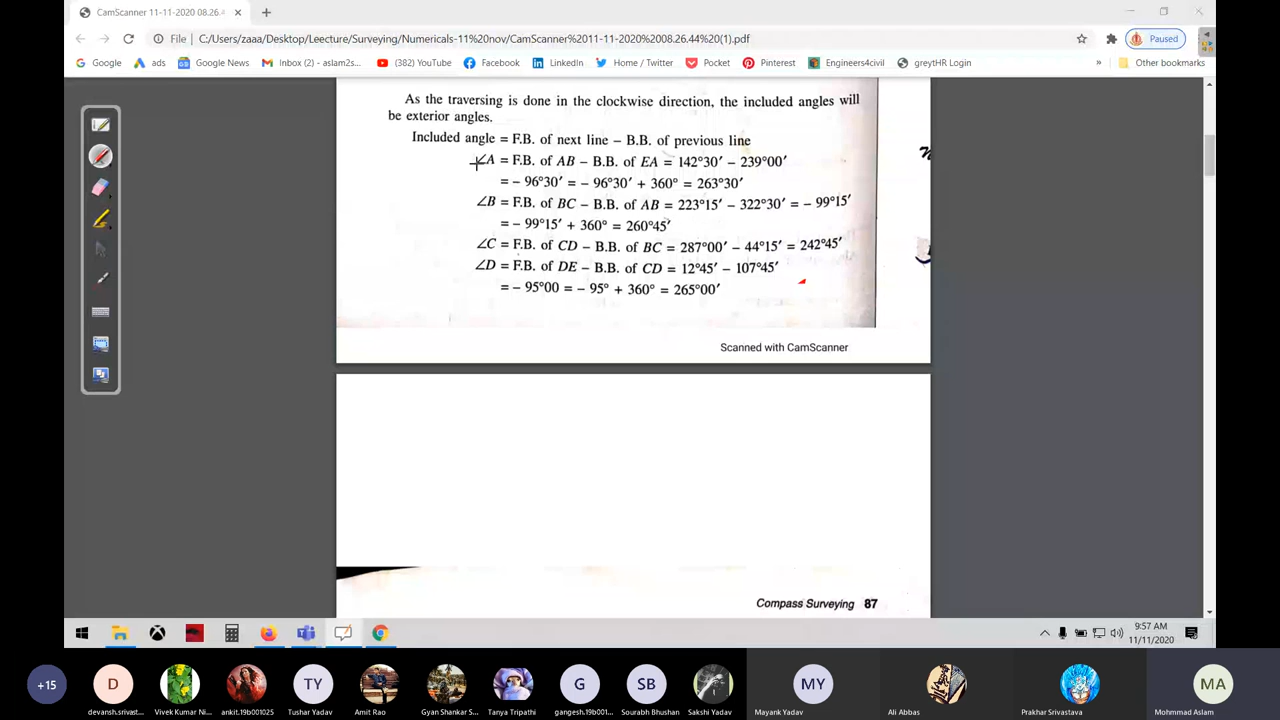 CamScanner 11-11-2020 08.26.4
File
C:/Users/zaaa/Desktop/Leecture/Surveying/Numericals-11%20nov/CamScanner%2011-11-2020%2008.26.44%20(1).pdf
Paused
Google
ads
Google News
Inbox (2) - aslam2s...
(382) YouTube
Facebook
LinkedIn
Home / Twitter
Pocket
Pinterest
Engineers4civil
greytHR Login
»
Other bookmarks
As the traversing is done in the clockwise direction, the included angles will
be exterior angles.
Included angle = F.B. of next line – B.B. of previous line
∠A = F.B. of AB – B.B. of EA = 142°30′ – 239°00′
= – 96°30′ = – 96°30′ + 360° = 263°30′
∠B = F.B. of BC – B.B. of AB = 223°15′ – 322°30′ = – 99°15′
= – 99°15′ + 360° = 260°45′
∠C = F.B. of CD – B.B. of BC = 287°00′ – 44°15′ = 242°45′
∠D = F.B. of DE – B.B. of CD = 12°45′ – 107°45′
= – 95°00 = – 95° + 360° = 265°00′
Scanned with CamScanner
Compass Surveying 87
9:57 AM
11/11/2020
+15
D
TY
G
SB
MY
MA
devansh.srivast...
Vivek Kumar Ni...
ankit.19b001025
Tushar Yadav
Amit Rao
Gyan Shankar S...
Tanya Tripathi
gangesh.19b001...
Sourabh Bhushan
Sakshi Yadav
Mayank Yadav
Ali Abbas
Prakhar Srivastava
Mohmmad Aslam